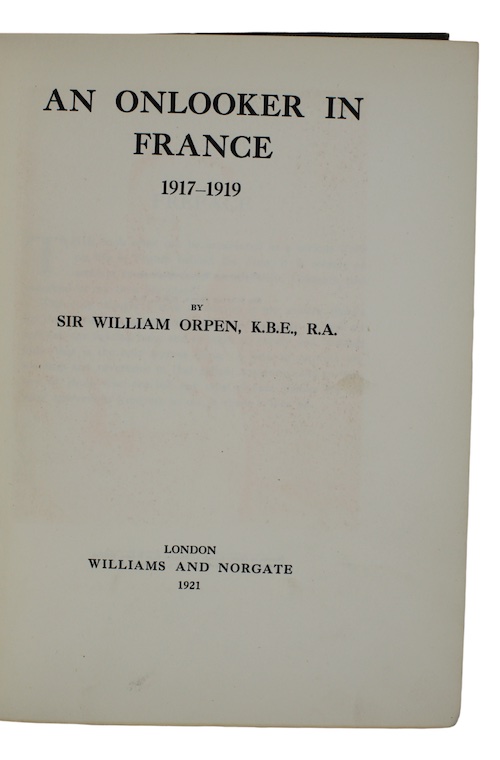 AN ONLOOKER IN
FRANCE
1917–1919
BY
SIR WILLIAM ORPEN, K.B.E., R.A.
LONDON
WILLIAMS AND NORGATE
1921